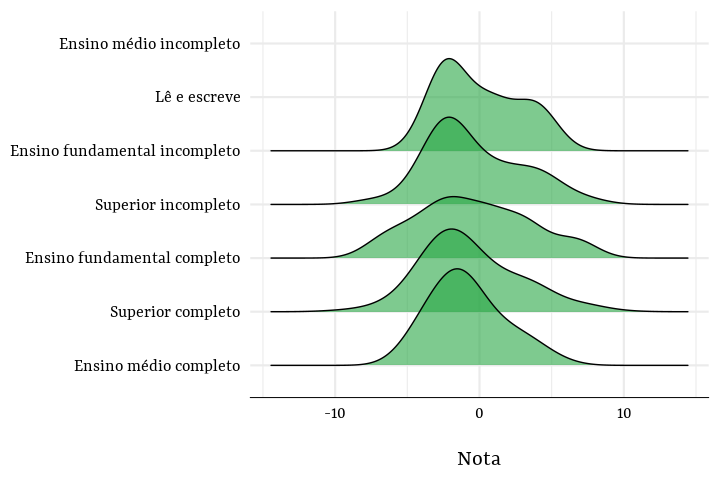 Ensino médio incompleto
Lê e escreve
Ensino fundamental incompleto
Superior incompleto
Ensino fundamental completo
Superior completo
Ensino médio completo
-10 0 10
Nota